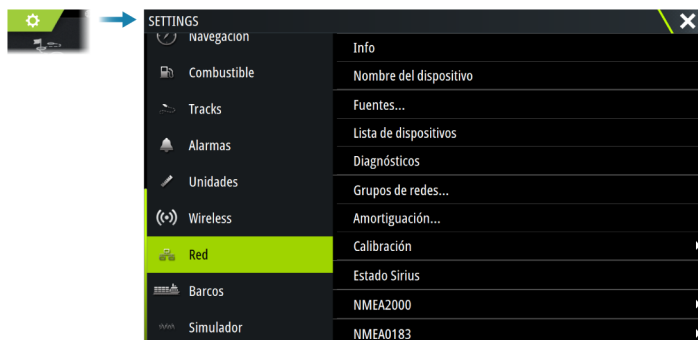 SETTINGS
Navegación
Combustible
Tracks
Alarmas
Unidades
Wireless
Red
Barcos
Simulador
Info
Nombre del dispositivo
Fuentes...
Lista de dispositivos
Diagnósticos
Grupos de redes...
Amortiguación...
Calibración
Estado Sirius
NMEA2000
NMEA0183